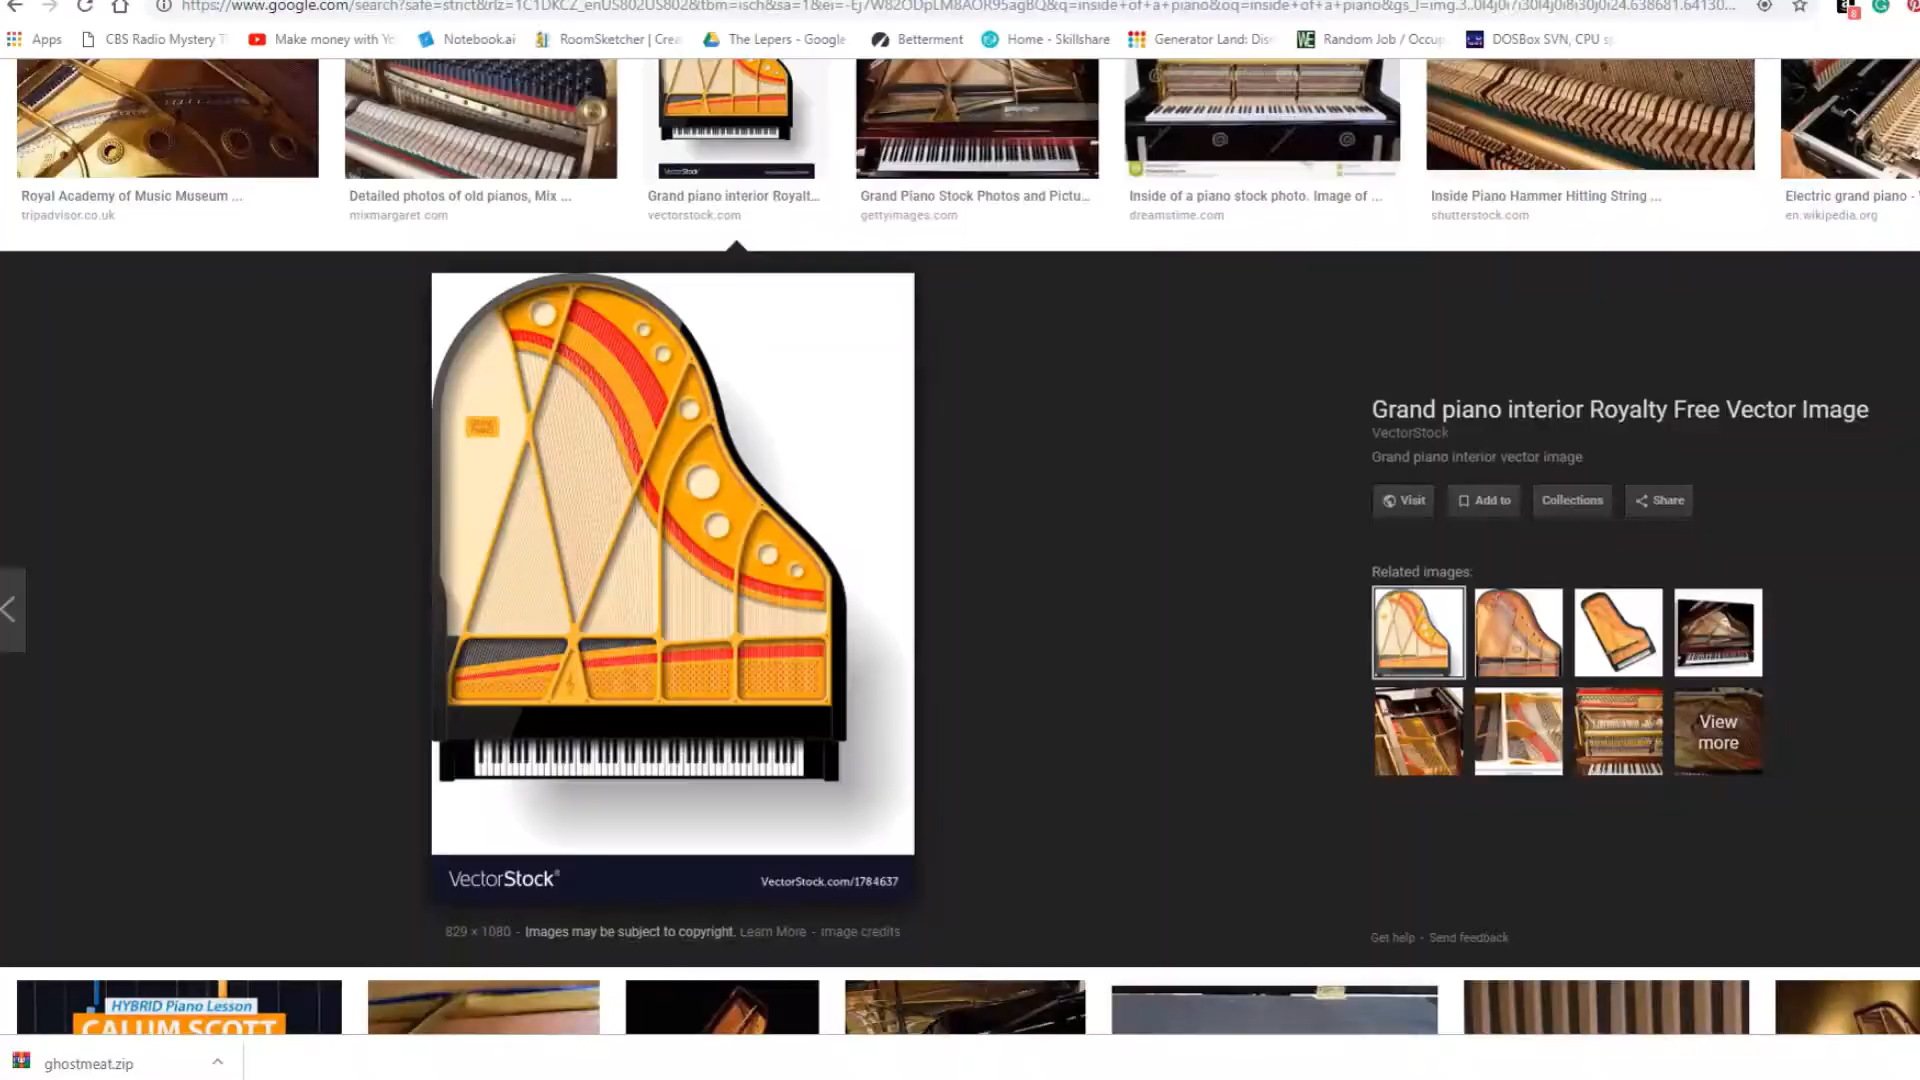 Apps
CBS Radio Mystery T
Make money with Yo
Notebook.ai
RoomSketcher | Crea
The Lepers - Google
Betterment
Home - Skillshare
Generator Land: Dis
Random Job / Occup
DOSBox SVN, CPU sp
Royal Academy of Music Museum ...
tripadvisor.co.uk
Detailed photos of old pianos, Mix ...
mixmargaret.com
Grand piano interior Royalt...
vectorstock.com
Grand Piano Stock Photos and Pictu...
gettyimages.com
Inside of a piano stock photo. Image of ...
dreamstime.com
Inside Piano Hammer Hitting String ...
shutterstock.com
Electric grand piano -
en.wikipedia.org
Grand piano interior Royalty Free Vector Image
VectorStock
Grand piano interior vector image
Visit
Add to
Collections
Share
Related images:
View
more
VectorStock®
VectorStock.com/1784637
829 × 1080 - Images may be subject to copyright. Learn More - Image credits
Get help - Send feedback
HYBRID Piano Lesson
CALUM SCOTT
ghostmeat.zip